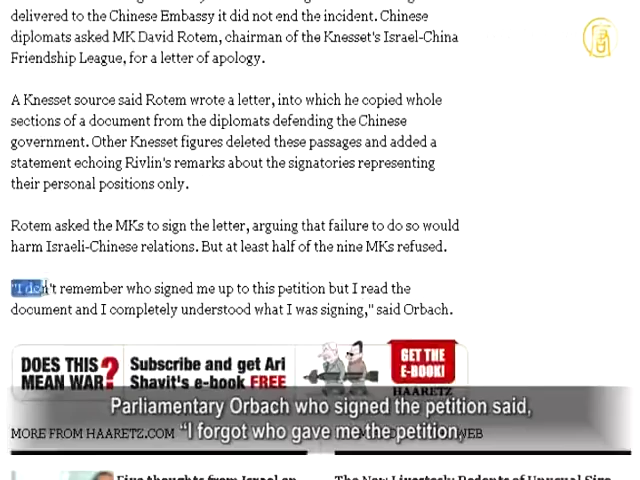 delivered to the Chinese Embassy it did not end the incident. Chinese
diplomats asked MK David Rotem, chairman of the Knesset's Israel-China
Friendship League, for a letter of apology.
A Knesset source said Rotem wrote a letter, into which he copied whole
sections of a document from the diplomats defending the Chinese
government. Other Knesset figures deleted these passages and added a
statement echoing Rivlin's remarks about the signatories representing
their personal positions only.
Rotem asked the MKs to sign the letter, arguing that failure to do so would
harm Israeli-Chinese relations. But at least half of the nine MKs refused.
"I don't remember who signed me up to this petition but I read the
document and I completely understood what I was signing," said Orbach.
DOES THIS
MEAN WAR?
Subscribe and get Ari
Shavit's e-book FREE
GET THE
E-BOOK!
HAARETZ
Parliamentary Orbach who signed the petition said,
"I forgot who gave me the petition,
MORE FROM HAARETZ.COM
WEB
Five thoughts from Israel on